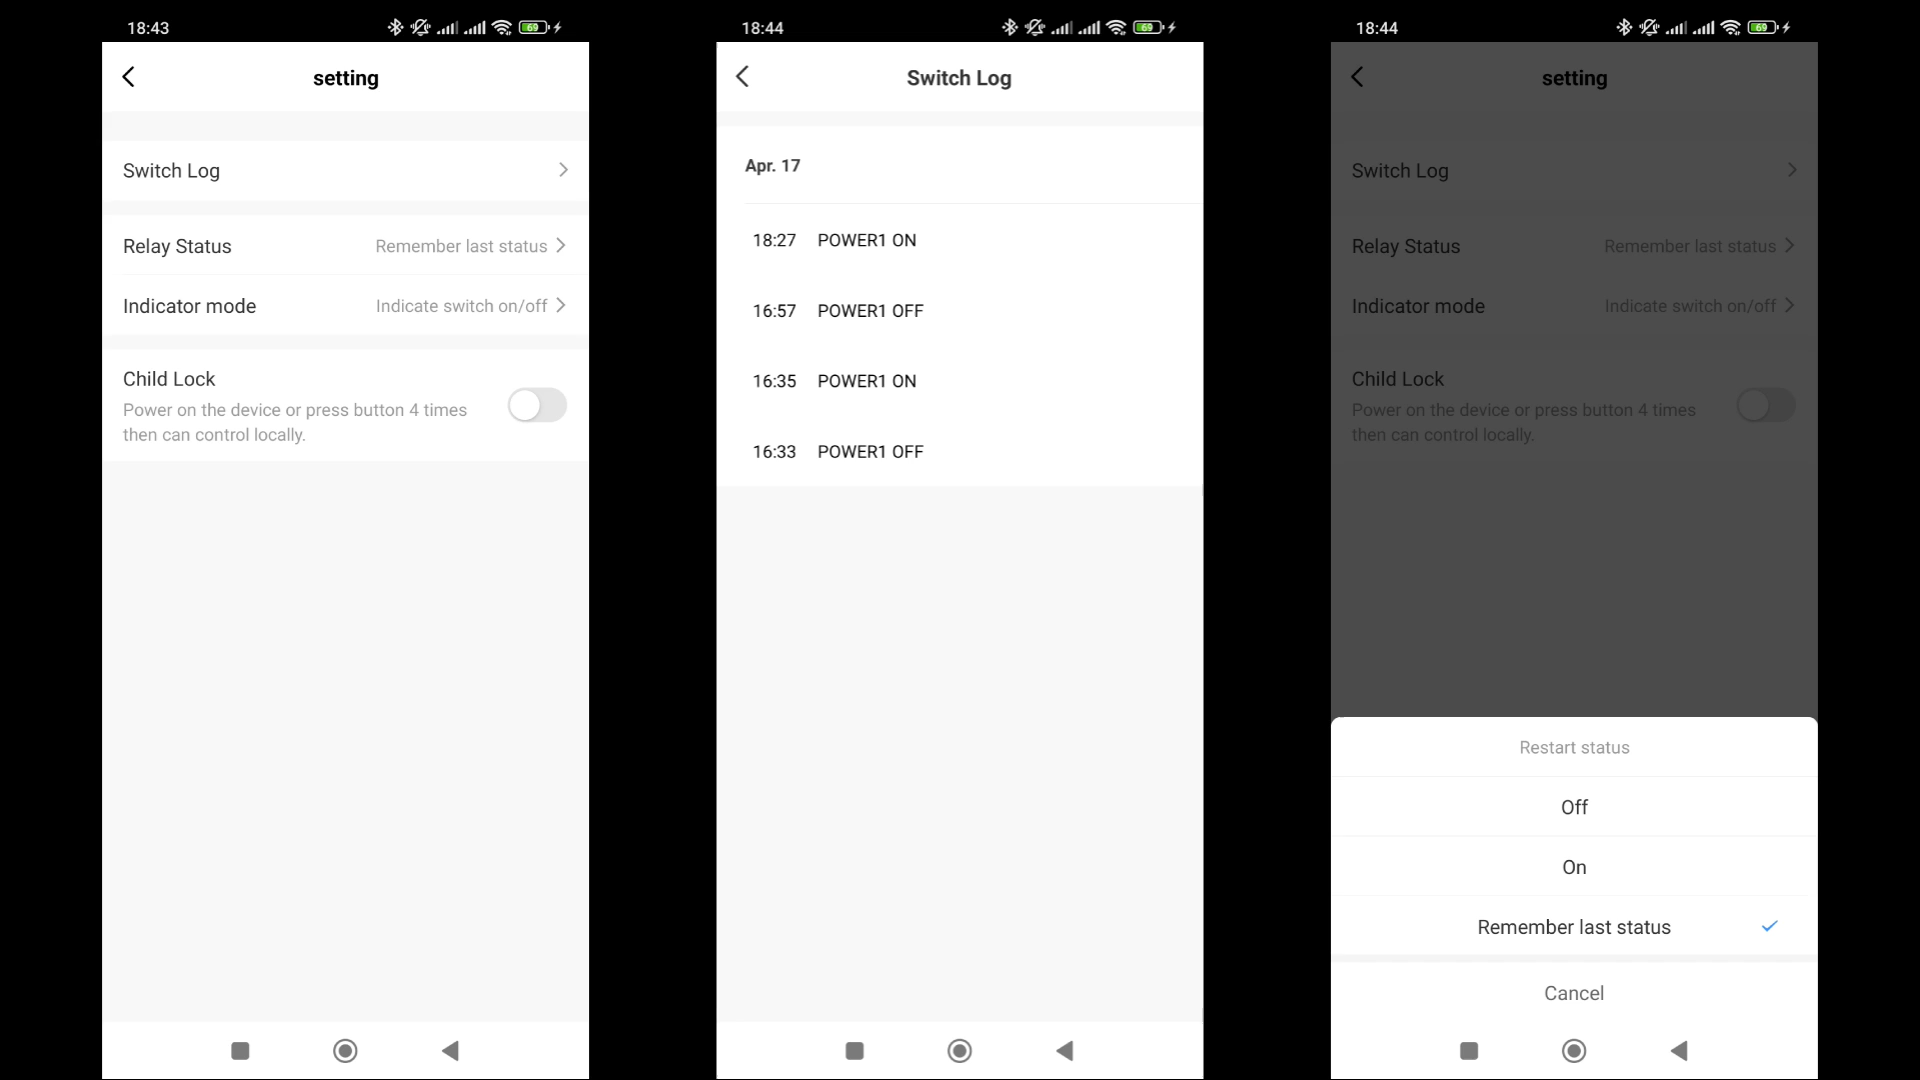 18:43
69
setting
Switch Log
Relay Status Remember last status
Indicator mode Indicate switch on/off
Child Lock
Power on the device or press button 4 times
then can control locally.
18:44
69
Switch Log
Apr. 17
18:27 POWER1 ON
16:57 POWER1 OFF
16:35 POWER1 ON
16:33 POWER1 OFF
18:44
69
setting
Switch Log
Relay Status Remember last status
Indicator mode Indicate switch on/off
Child Lock
Power on the device or press button 4 times
then can control locally.
Restart status
Off
On
Remember last status
Cancel